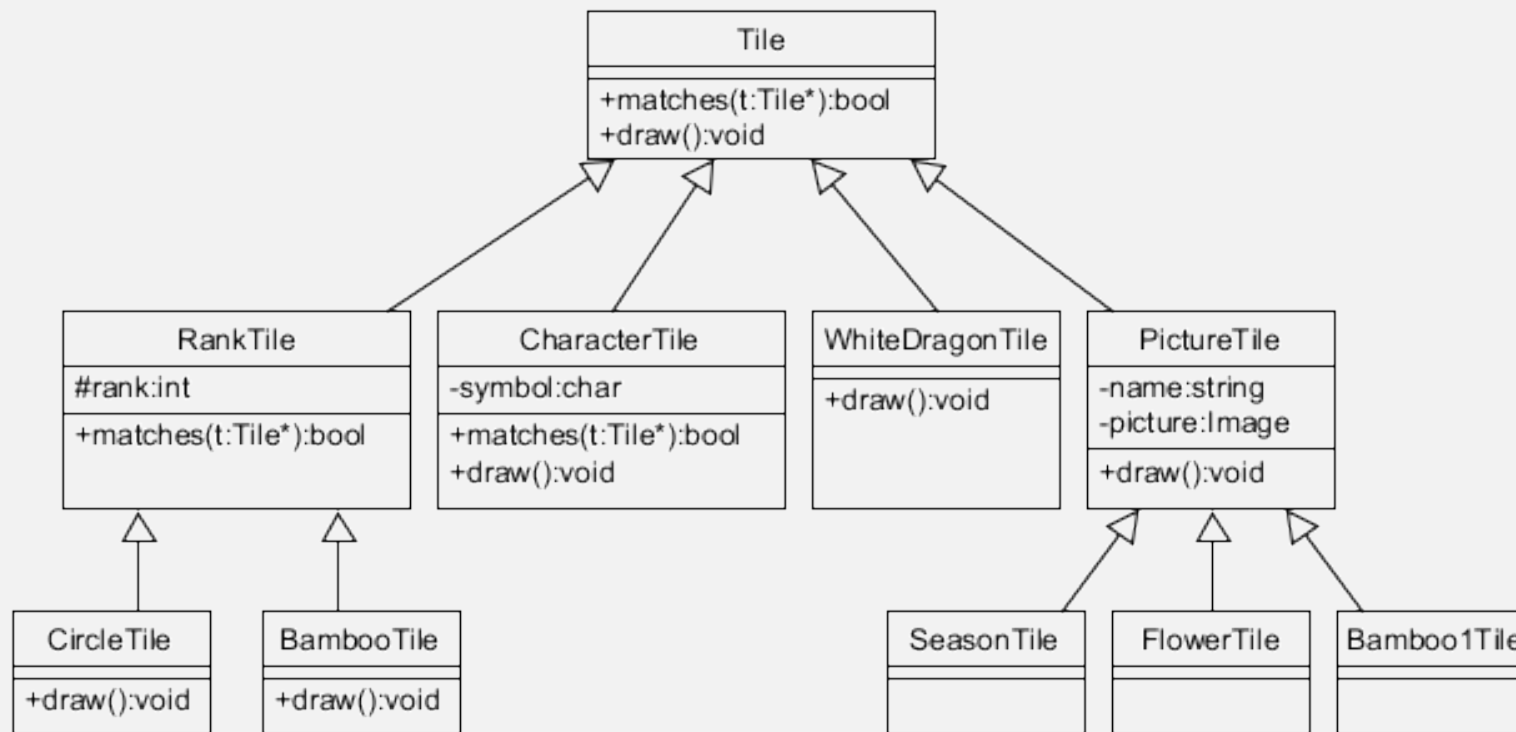 Tile
+matches(t:Tile*):bool
+draw():void
RankTile
#rank:int
+matches(t:Tile*):bool
CharacterTile
-symbol:char
+matches(t:Tile*):bool
+draw():void
WhiteDragonTile
+draw():void
PictureTile
-name:string
-picture:Image
+draw():void
CircleTile
+draw():void
BambooTile
+draw():void
SeasonTile
FlowerTile
Bamboo1Tile